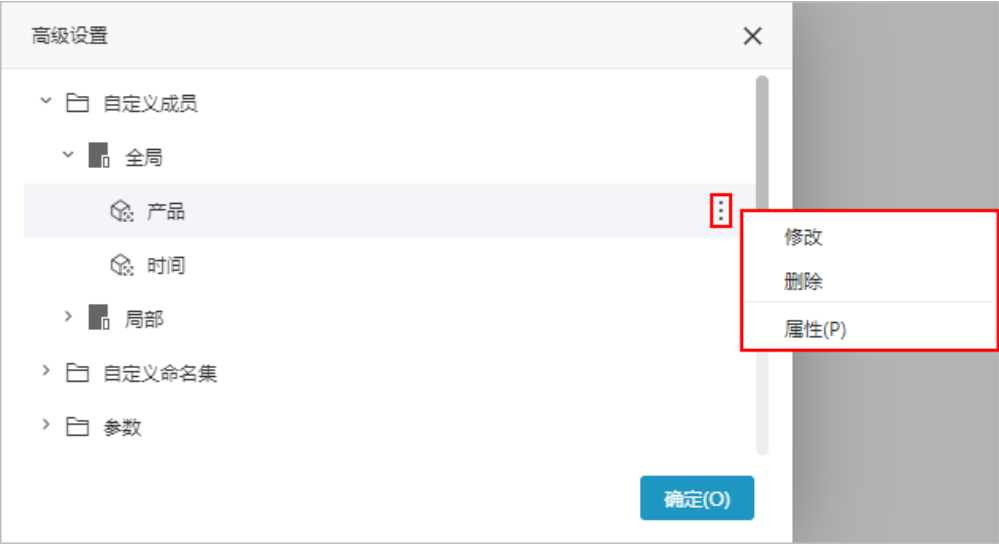 高级设置
自定义成员
全局
产品
时间
局部
自定义命名集
参数
修改
删除
属性(P)
确定(O)